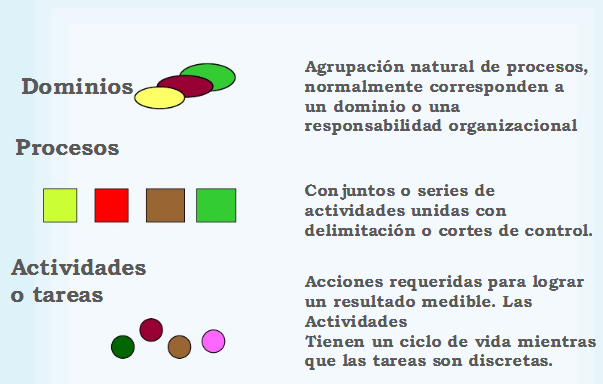 Dominios
Agrupación natural de procesos,
normalmente corresponden a
un dominio o una
responsabilidad organizacional
Procesos
Conjuntos o series de
actividades unidas con
delimitación o cortes de control.
Actividades
o tareas
Acciones requeridas para lograr
un resultado medible. Las
Actividades
Tienen un ciclo de vida mientras
que las tareas son discretas.